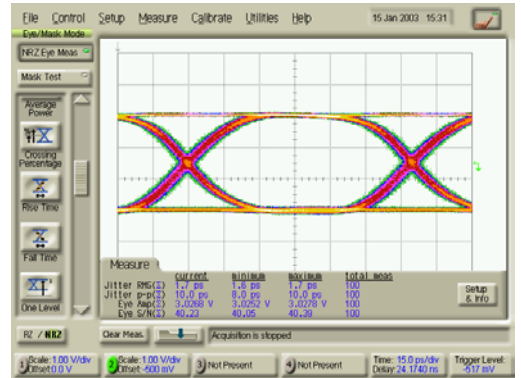 File Control Setup Measure Calibrate Utilities Help 15 Jan 2003 15:31
Eye/Mask Mode
NRZ Eye Meas
Mask Test
Average
Power
Crossing
Percentage
Rise Time
Fall Time
One Level
Measure
current minimum maximum total meas
Jitter RMS(Σ) 1.7 ps 1.6 ps 1.7 ps 100
Jitter p-p(Σ) 10.0 ps 8.0 ps 10.0 ps 100
Eye Amp(Σ) 3.0268 V 3.0252 V 3.0278 V 100
Eye S/N(Σ) 40.23 40.05 40.39 100
Setup
& Info
RZ / NRZ
Clear Meas.
Acquisition is stopped
1) Scale: 1.00 V/div
Offset: 0.0 V
2) Scale: 1.00 V/div
Offset: -500 mV
3) Not Present
4) Not Present
Time: 15.0 ps/div
Delay: 24.1740 ns
Trigger Level:
-517 mV